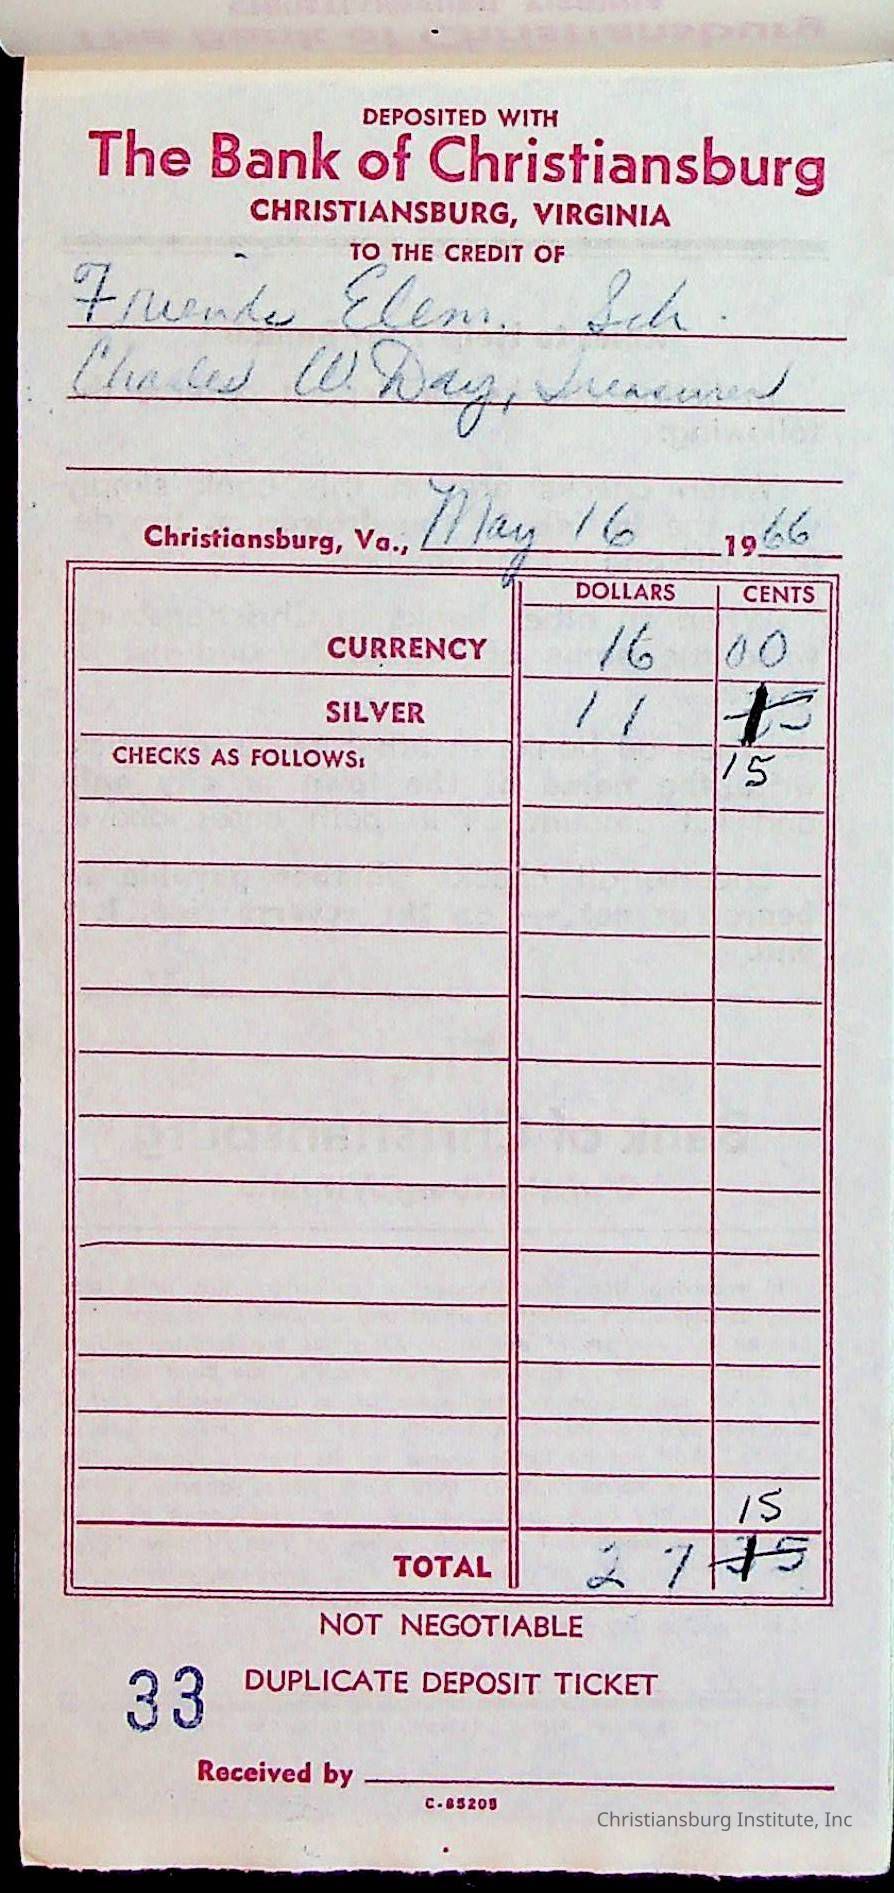 DEPOSITED WITH
The Bank of Christiansburg
CHRISTIANSBURG, VIRGINIA
TO THE CREDIT OF
Friends Elem. Sch.
Charles W. Day, Treasurer
Christiansburg, Va., May 16 1966
DOLLARS CENTS
CURRENCY 16 00
SILVER 11
CHECKS AS FOLLOWS: 15
15
TOTAL 27
NOT NEGOTIABLE
33 DUPLICATE DEPOSIT TICKET
Received by
C-85205
Christiansburg Institute, Inc